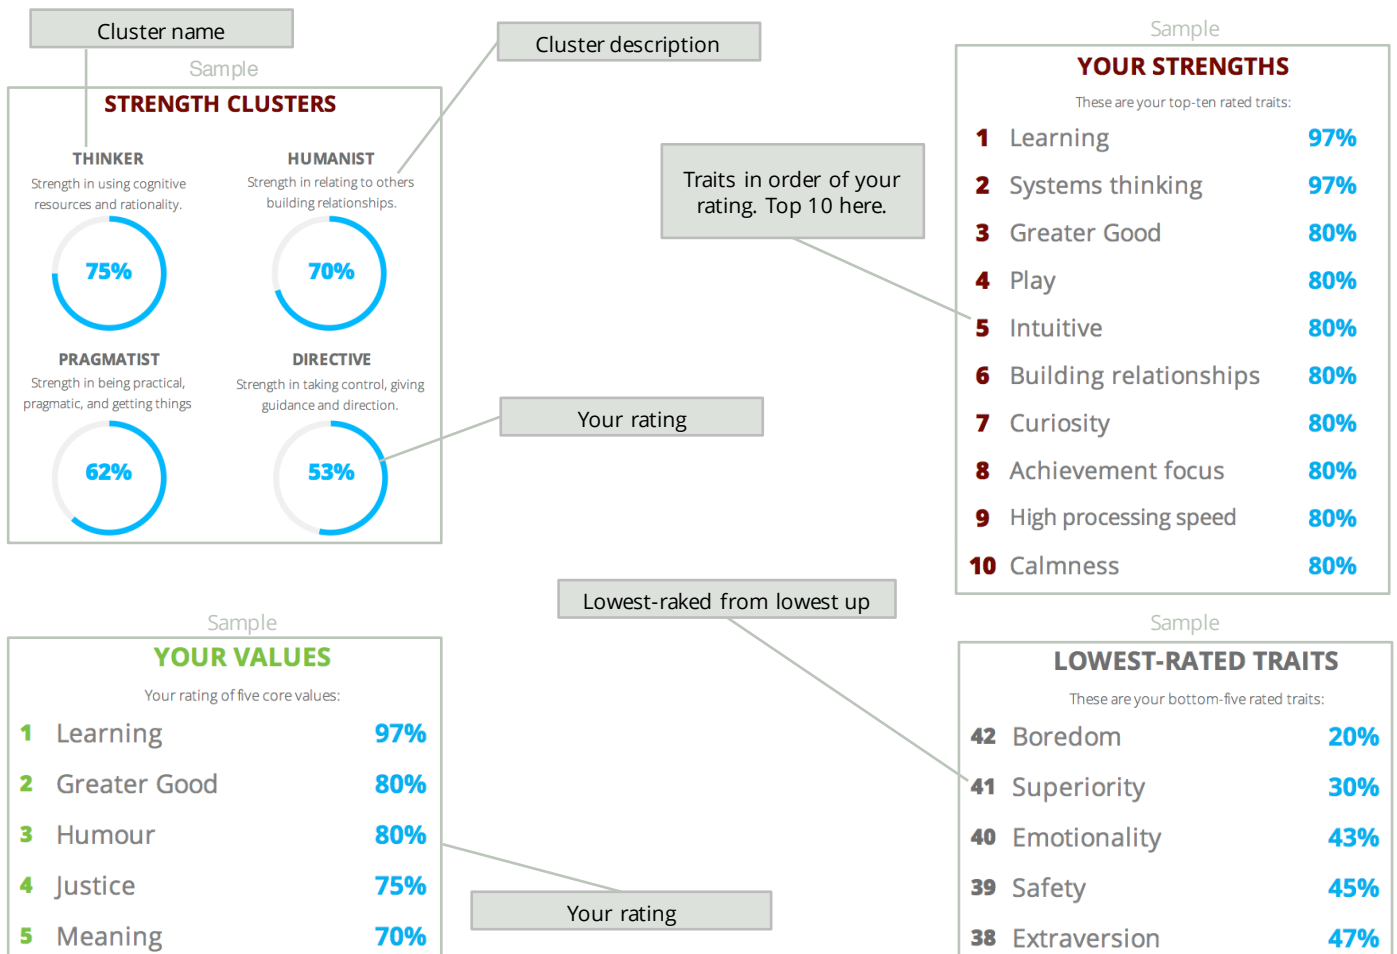 Cluster name
Cluster description
Sample
STRENGTH CLUSTERS
THINKER
Strength in using cognitive
resources and rationality.
75%
HUMANIST
Strength in relating to others
building relationships.
70%
PRAGMATIST
Strength in being practical,
pragmatic, and getting things
62%
DIRECTIVE
Strength in taking control, giving
guidance and direction.
53%
Your rating
Traits in order of your
rating. Top 10 here.
Sample
YOUR STRENGTHS
These are your top-ten rated traits:
1 Learning 97%
2 Systems thinking 97%
3 Greater Good 80%
4 Play 80%
5 Intuitive 80%
6 Building relationships 80%
7 Curiosity 80%
8 Achievement focus 80%
9 High processing speed 80%
10 Calmness 80%
Sample
YOUR VALUES
Your rating of five core values:
1 Learning 97%
2 Greater Good 80%
3 Humour 80%
4 Justice 75%
5 Meaning 70%
Your rating
Lowest-raked from lowest up
Sample
LOWEST-RATED TRAITS
These are your bottom-five rated traits:
42 Boredom 20%
41 Superiority 30%
40 Emotionality 43%
39 Safety 45%
38 Extraversion 47%